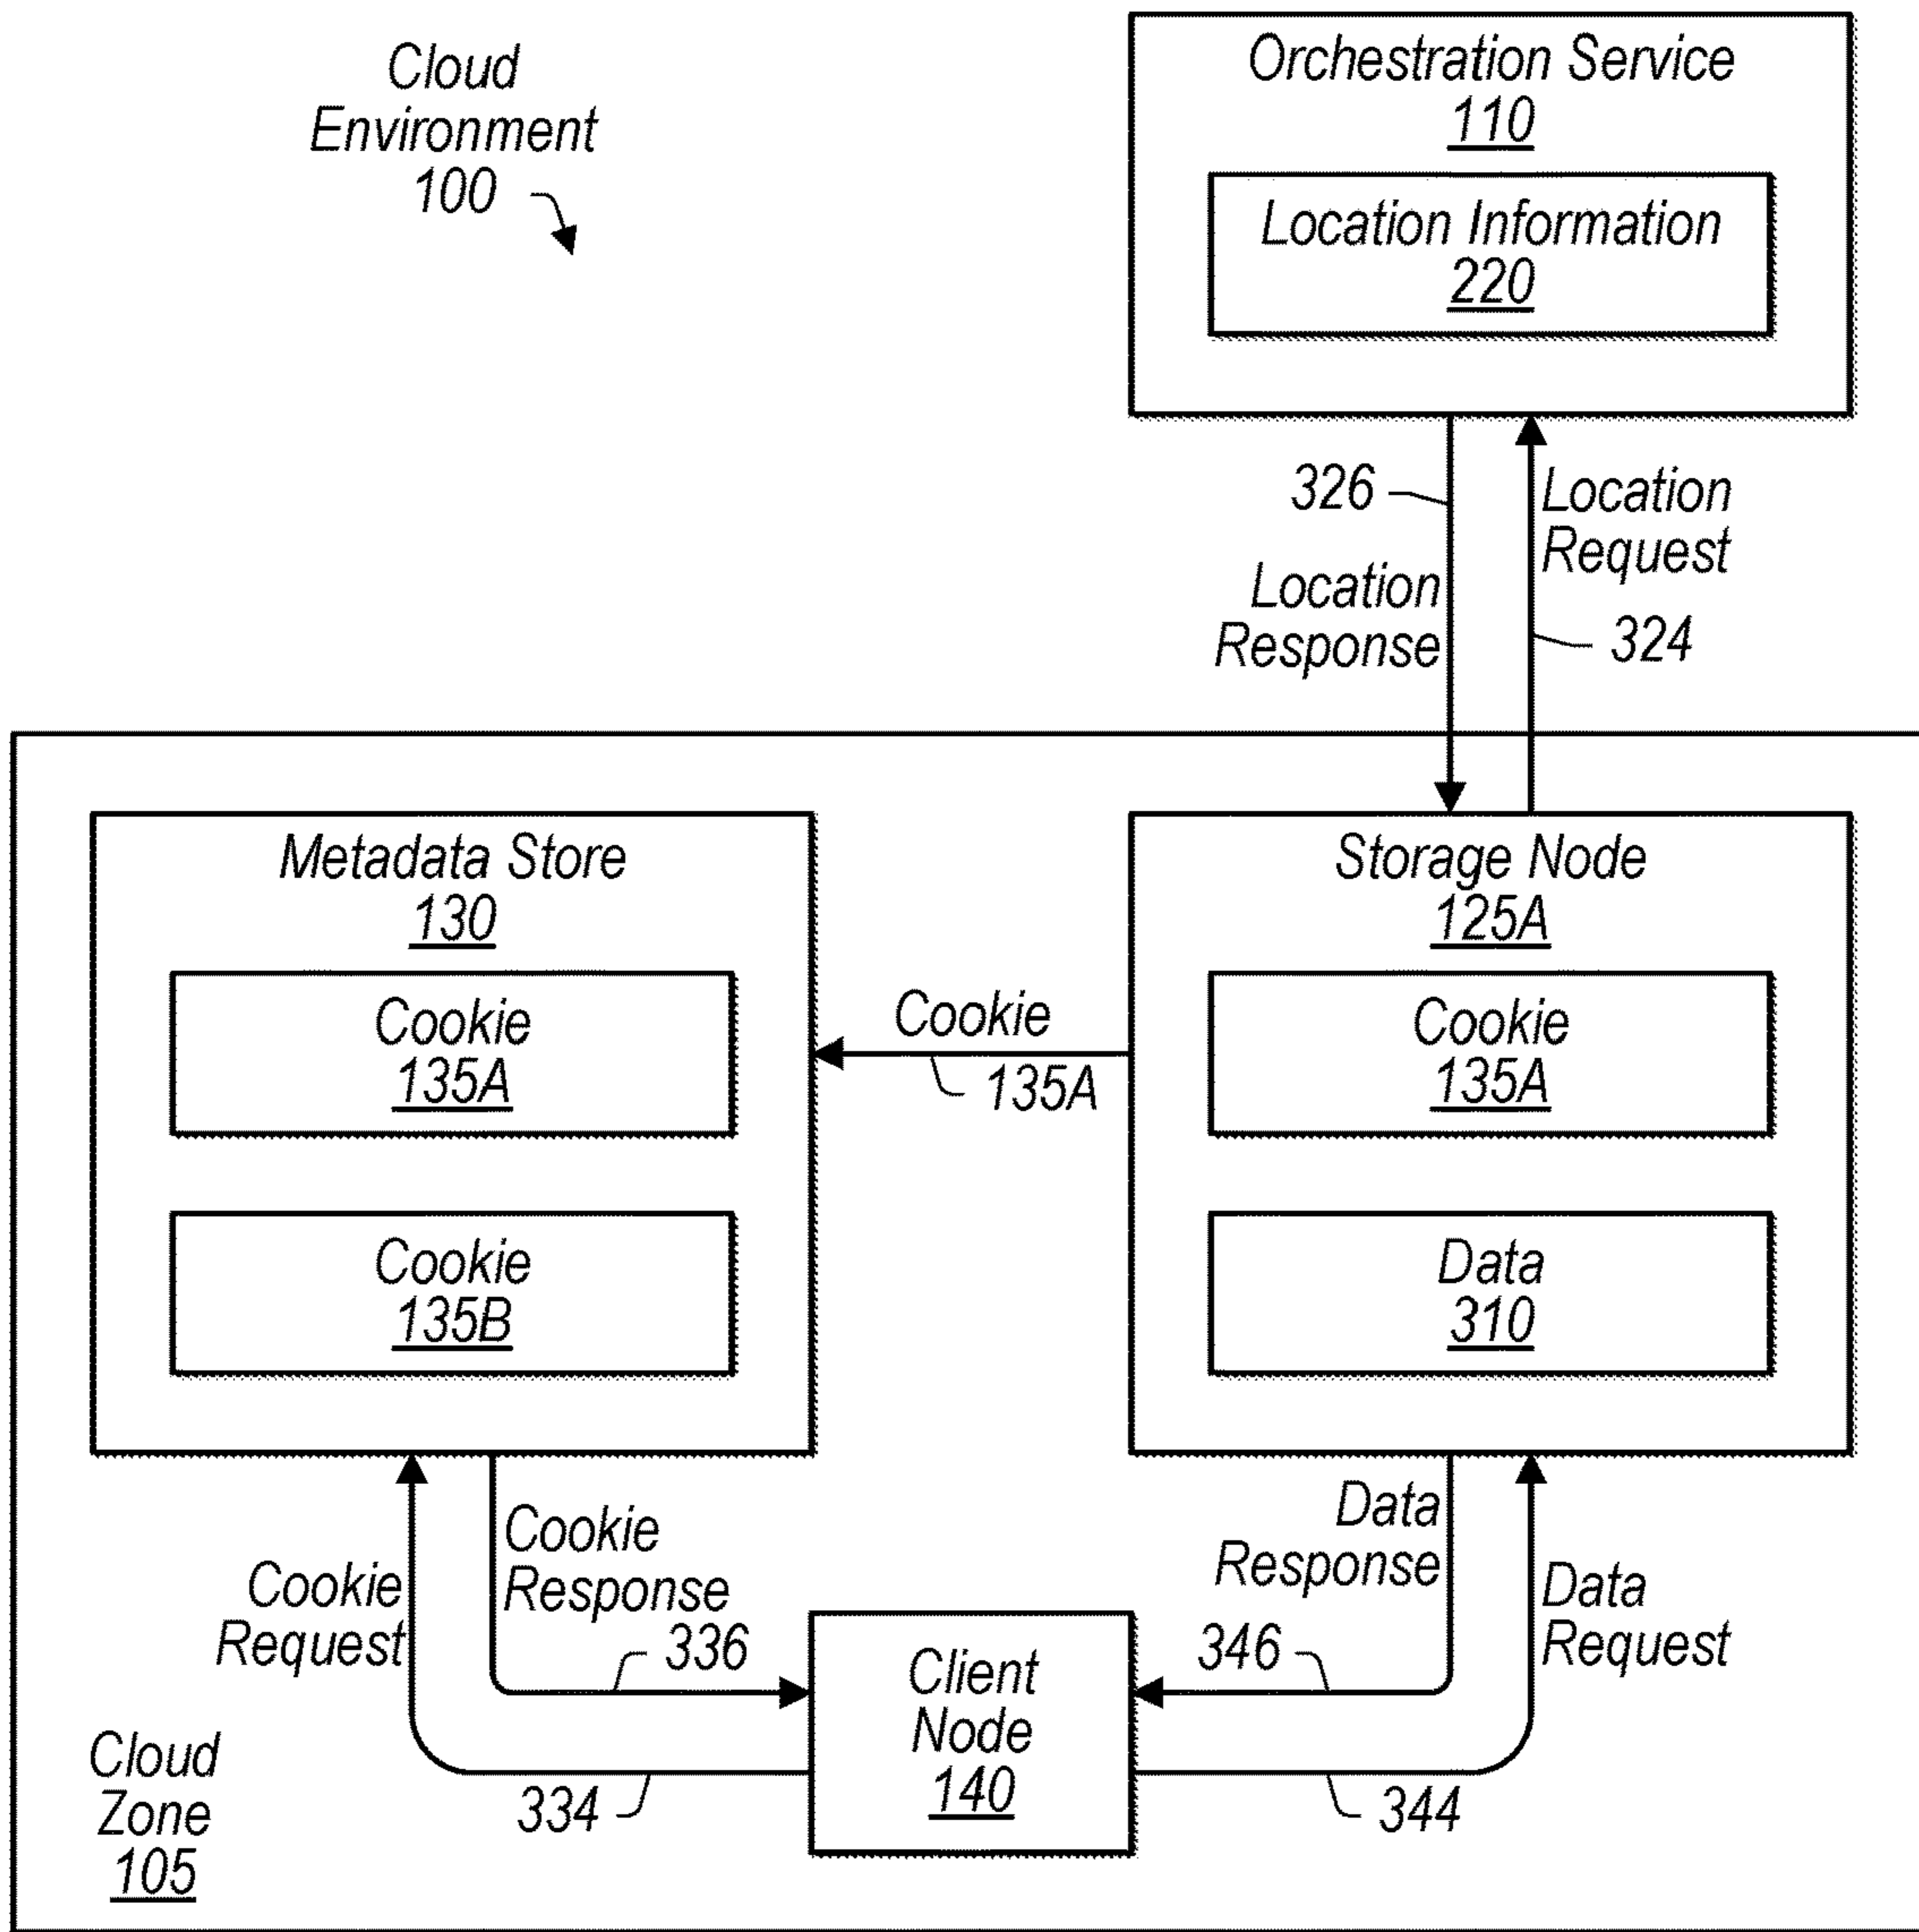 Cloud
Environment
100
Orchestration Service
110
Location Information
220
326
Location
Request
Location
Response
324
Metadata Store
130
Cookie
135A
Cookie
135B
Cookie
135A
Storage Node
125A
Cookie
135A
Data
310
Cookie
Request
Cookie
Response
336
334
Client
Node
140
Data
Response
346
Data
Request
344
Cloud
Zone
105